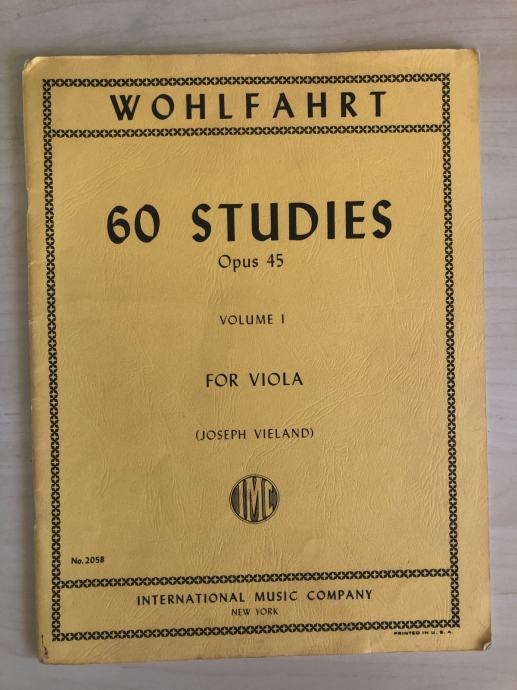 WOHLFAHRT
60 STUDIES
Opus 45
VOLUME I
FOR VIOLA
(JOSEPH VIELAND)
IMC
No. 2058
INTERNATIONAL MUSIC COMPANY
NEW YORK
PRINTED IN U. S. A.